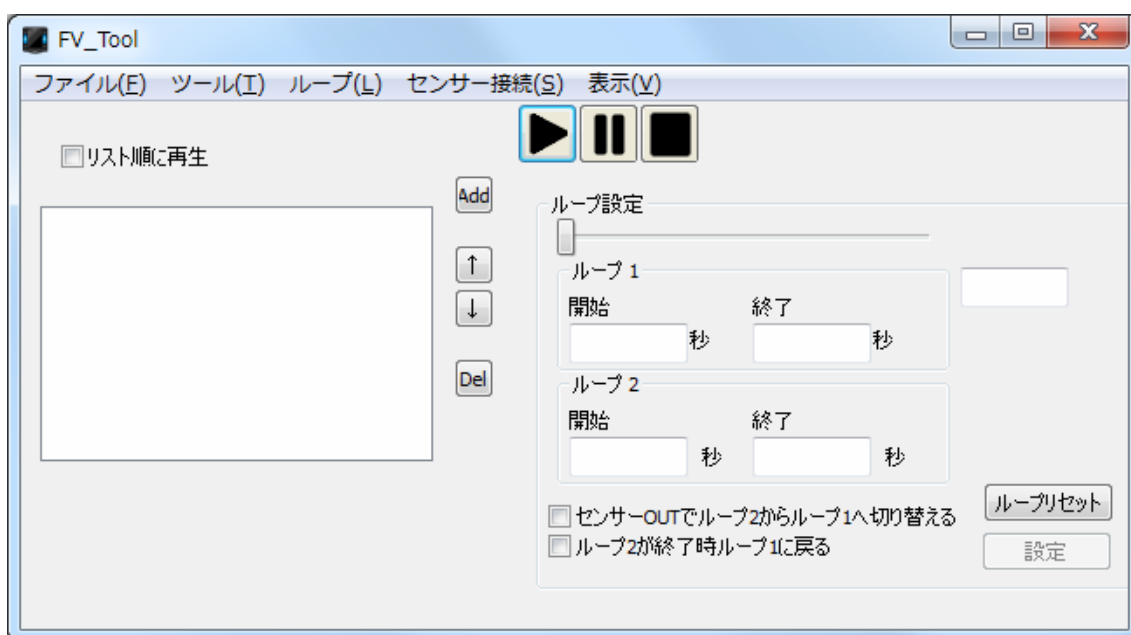 FV_Tool
ファイル(F) ツール(T) ループ(L) センサー接続(S) 表示(V)
リスト順に再生
Add
↑
↓
Del
ループ設定
ループ 1
開始 終了
秒 秒
ループ 2
開始 終了
秒 秒
センサーOUTでループ2からループ1へ切り替える
ループ2が終了時ループ1に戻る
ループリセット
設定